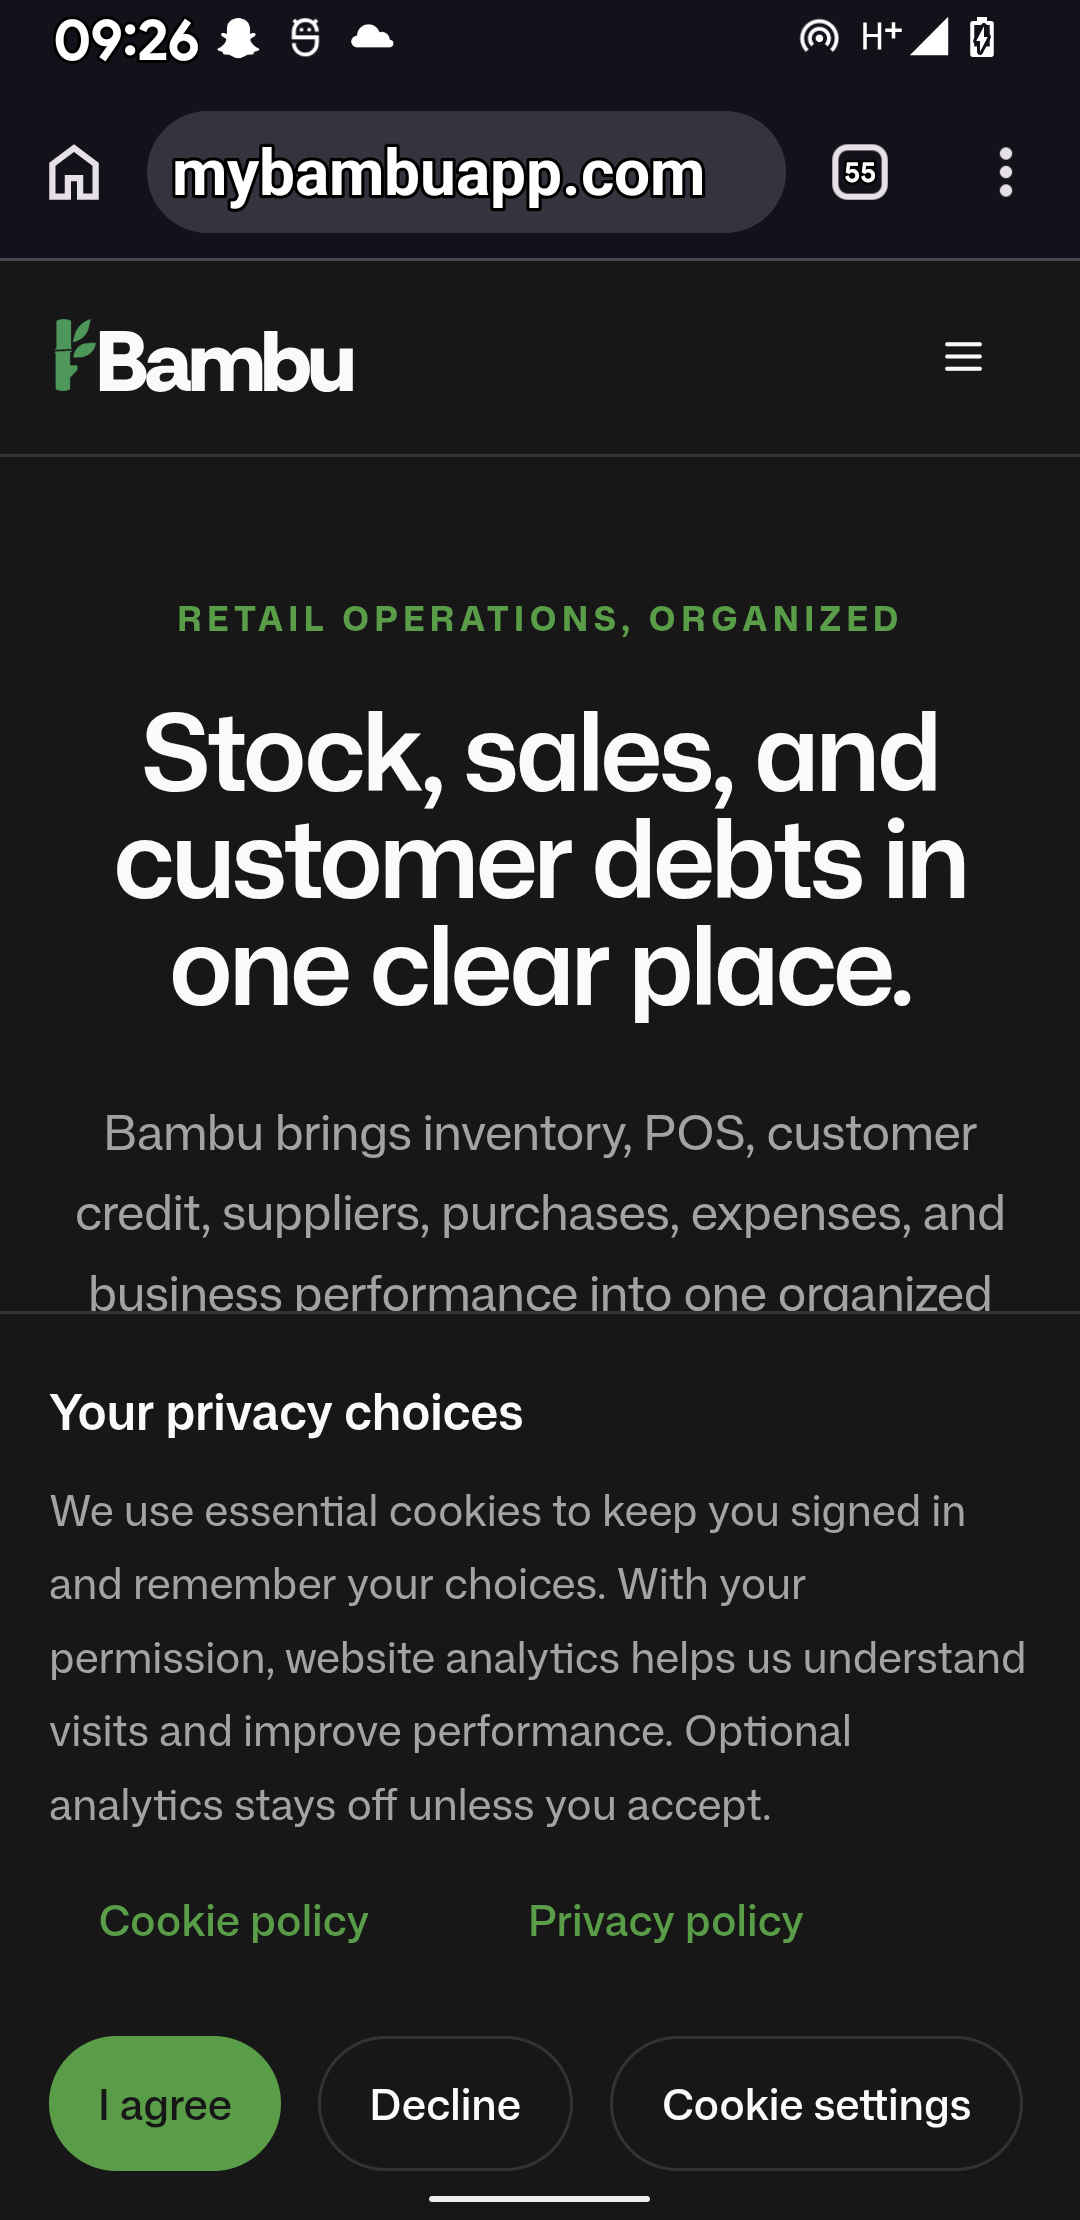 09:26
H+
mybambuapp.com
55
Bambu
RETAIL OPERATIONS, ORGANIZED
Stock, sales, and
customer debts in
one clear place.
Bambu brings inventory, POS, customer
credit, suppliers, purchases, expenses, and
business performance into one organized
Your privacy choices
We use essential cookies to keep you signed in
and remember your choices. With your
permission, website analytics helps us understand
visits and improve performance. Optional
analytics stays off unless you accept.
Cookie policy Privacy policy
I agree Decline Cookie settings